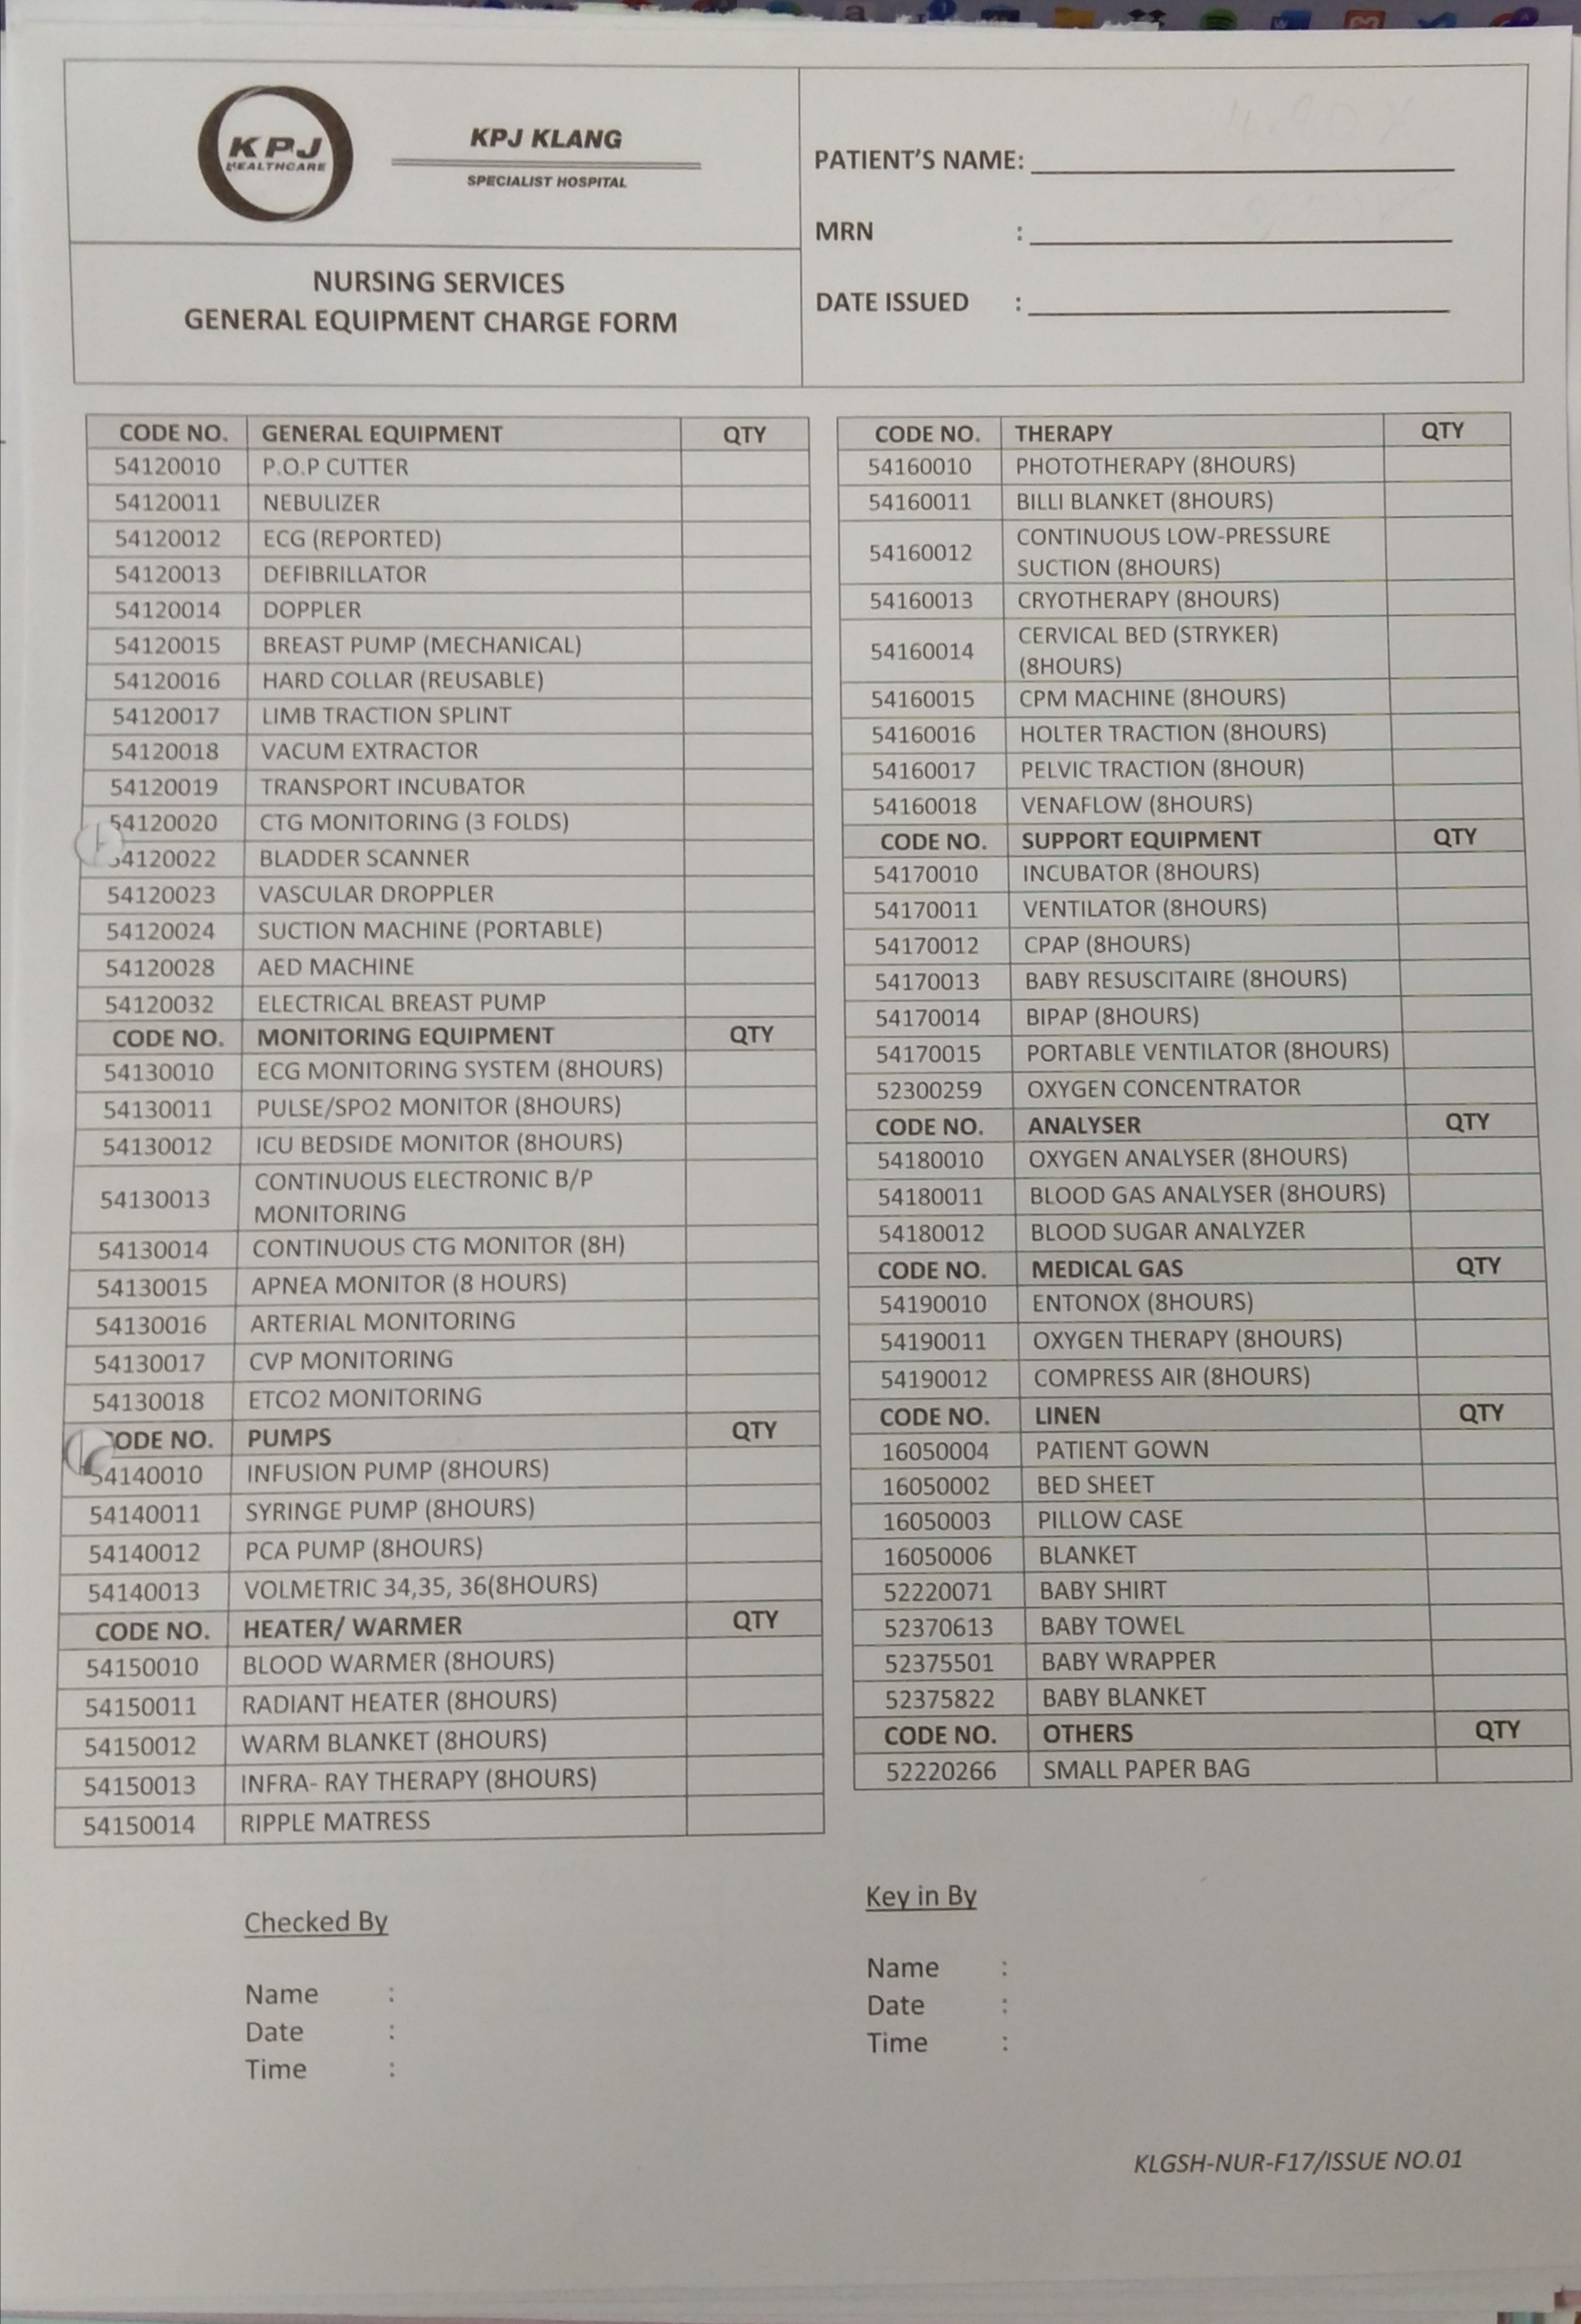 KPJ
HEALTHCARE
KPJ KLANG
SPECIALIST HOSPITAL
NURSING SERVICES
GENERAL EQUIPMENT CHARGE FORM
PATIENT'S NAME:
MRN :
DATE ISSUED :
CODE NO. GENERAL EQUIPMENT QTY
54120010 P.O.P CUTTER
54120011 NEBULIZER
54120012 ECG (REPORTED)
54120013 DEFIBRILLATOR
54120014 DOPPLER
54120015 BREAST PUMP (MECHANICAL)
54120016 HARD COLLAR (REUSABLE)
54120017 LIMB TRACTION SPLINT
54120018 VACUM EXTRACTOR
54120019 TRANSPORT INCUBATOR
54120020 CTG MONITORING (3 FOLDS)
54120022 BLADDER SCANNER
54120023 VASCULAR DROPPLER
54120024 SUCTION MACHINE (PORTABLE)
54120028 AED MACHINE
54120032 ELECTRICAL BREAST PUMP
CODE NO. MONITORING EQUIPMENT QTY
54130010 ECG MONITORING SYSTEM (8HOURS)
54130011 PULSE/SPO2 MONITOR (8HOURS)
54130012 ICU BEDSIDE MONITOR (8HOURS)
54130013 CONTINUOUS ELECTRONIC B/P
MONITORING
54130014 CONTINUOUS CTG MONITOR (8H)
54130015 APNEA MONITOR (8 HOURS)
54130016 ARTERIAL MONITORING
54130017 CVP MONITORING
54130018 ETCO2 MONITORING
CODE NO. PUMPS QTY
54140010 INFUSION PUMP (8HOURS)
54140011 SYRINGE PUMP (8HOURS)
54140012 PCA PUMP (8HOURS)
54140013 VOLMETRIC 34,35, 36(8HOURS)
CODE NO. HEATER/ WARMER QTY
54150010 BLOOD WARMER (8HOURS)
54150011 RADIANT HEATER (8HOURS)
54150012 WARM BLANKET (8HOURS)
54150013 INFRA- RAY THERAPY (8HOURS)
54150014 RIPPLE MATRESS
CODE NO. THERAPY QTY
54160010 PHOTOTHERAPY (8HOURS)
54160011 BILLI BLANKET (8HOURS)
54160012 CONTINUOUS LOW-PRESSURE
SUCTION (8HOURS)
54160013 CRYOTHERAPY (8HOURS)
54160014 CERVICAL BED (STRYKER)
(8HOURS)
54160015 CPM MACHINE (8HOURS)
54160016 HOLTER TRACTION (8HOURS)
54160017 PELVIC TRACTION (8HOUR)
54160018 VENAFLOW (8HOURS)
CODE NO. SUPPORT EQUIPMENT QTY
54170010 INCUBATOR (8HOURS)
54170011 VENTILATOR (8HOURS)
54170012 CPAP (8HOURS)
54170013 BABY RESUSCITAIRE (8HOURS)
54170014 BIPAP (8HOURS)
54170015 PORTABLE VENTILATOR (8HOURS)
52300259 OXYGEN CONCENTRATOR
CODE NO. ANALYSER QTY
54180010 OXYGEN ANALYSER (8HOURS)
54180011 BLOOD GAS ANALYSER (8HOURS)
54180012 BLOOD SUGAR ANALYZER
CODE NO. MEDICAL GAS QTY
54190010 ENTONOX (8HOURS)
54190011 OXYGEN THERAPY (8HOURS)
54190012 COMPRESS AIR (8HOURS)
CODE NO. LINEN QTY
16050004 PATIENT GOWN
16050002 BED SHEET
16050003 PILLOW CASE
16050006 BLANKET
52220071 BABY SHIRT
52370613 BABY TOWEL
52375501 BABY WRAPPER
52375822 BABY BLANKET
CODE NO. OTHERS QTY
52220266 SMALL PAPER BAG
Checked By
Name :
Date :
Time :
Key in By
Name :
Date :
Time :
KLGSH-NUR-F17/ISSUE NO.01